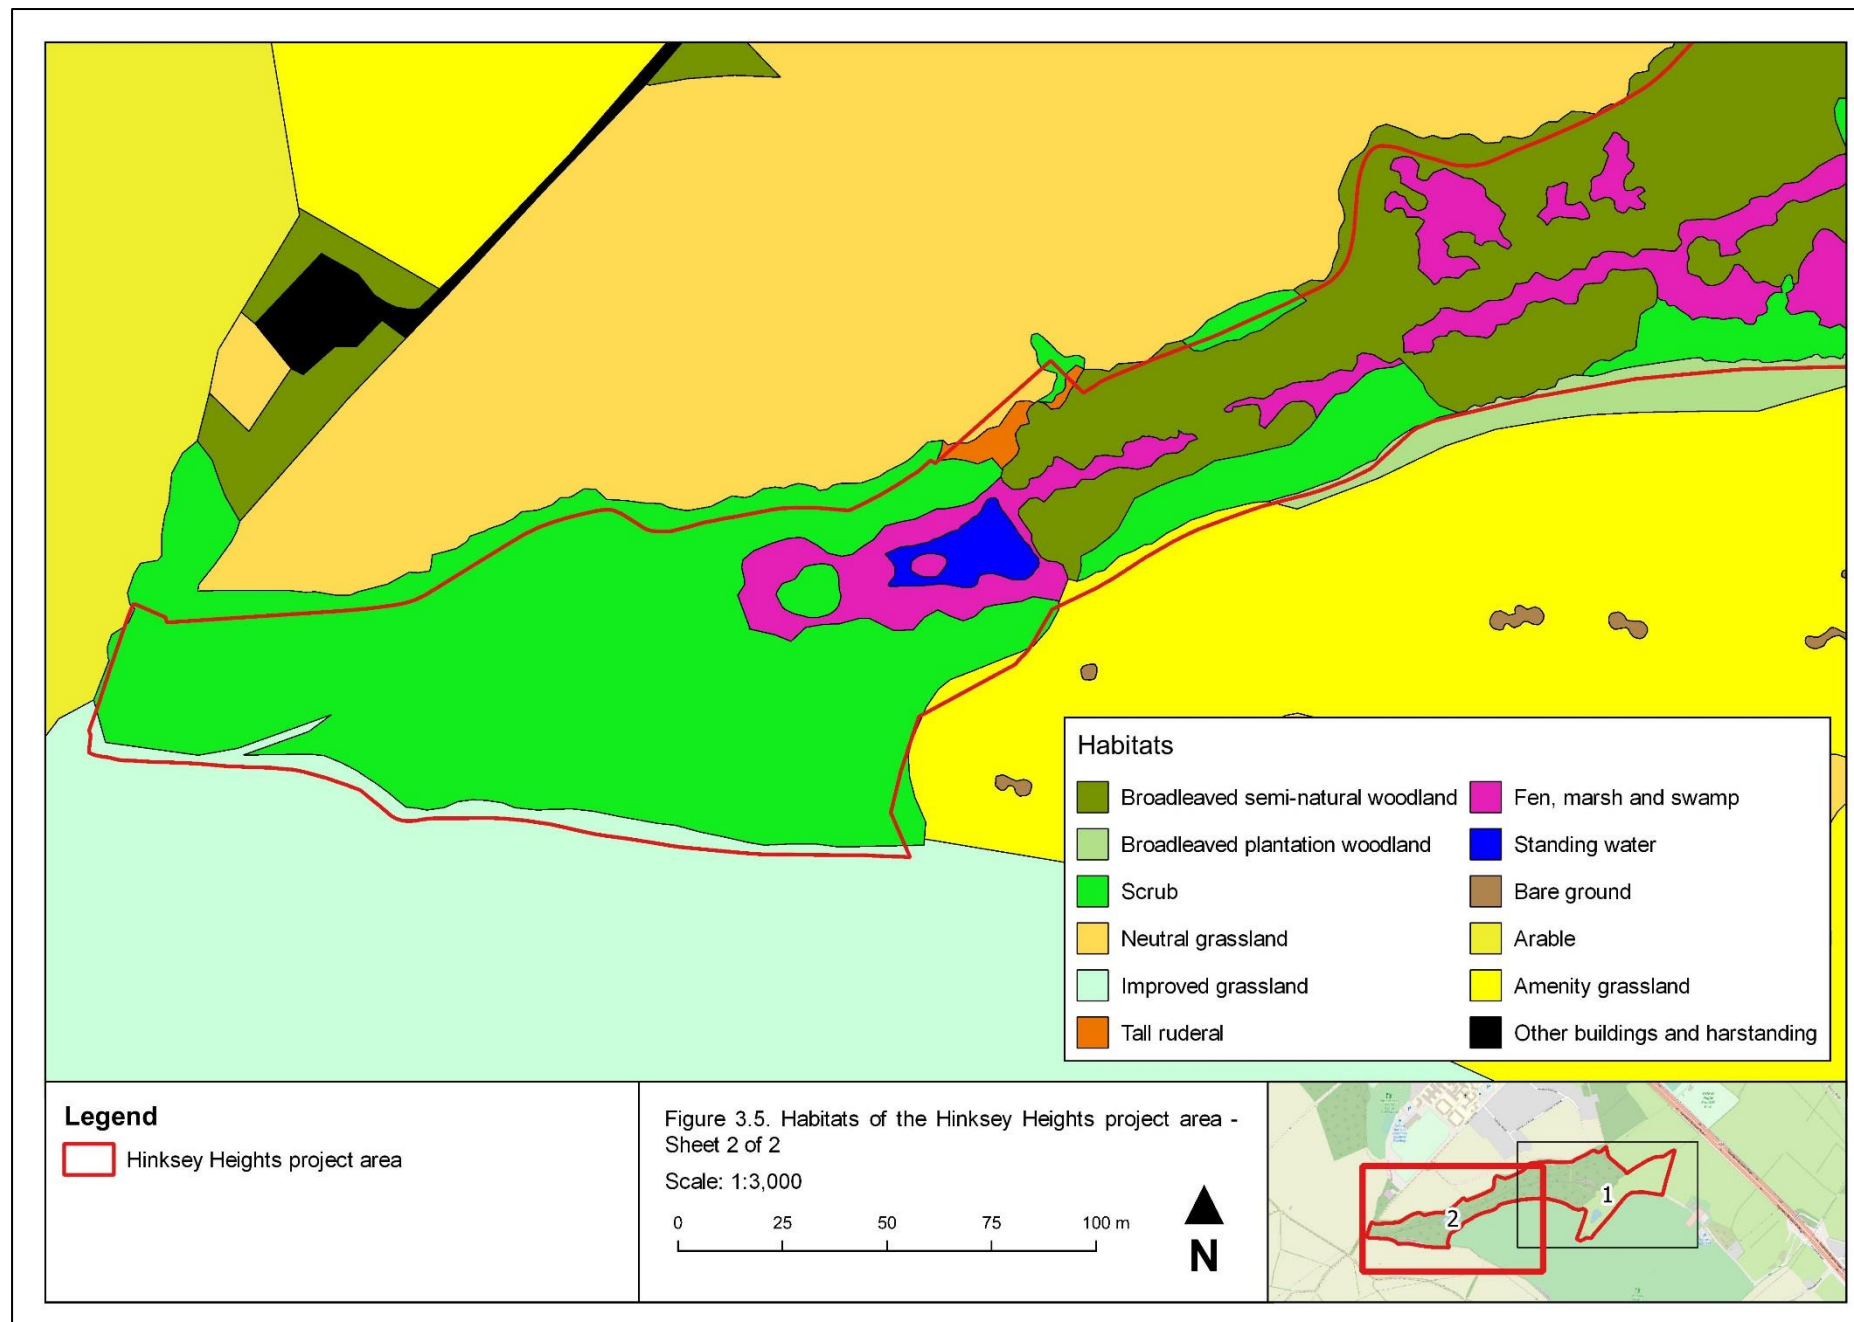 Habitats
Broadleaved semi-natural woodland
Broadleaved plantation woodland
Scrub
Neutral grassland
Improved grassland
Tall ruderal
Fen, marsh and swamp
Standing water
Bare ground
Arable
Amenity grassland
Other buildings and harstanding
Legend
Hinksey Heights project area
Figure 3.5. Habitats of the Hinksey Heights project area -
Sheet 2 of 2
Scale: 1:3,000
0 25 50 75 100 m
N
1
2